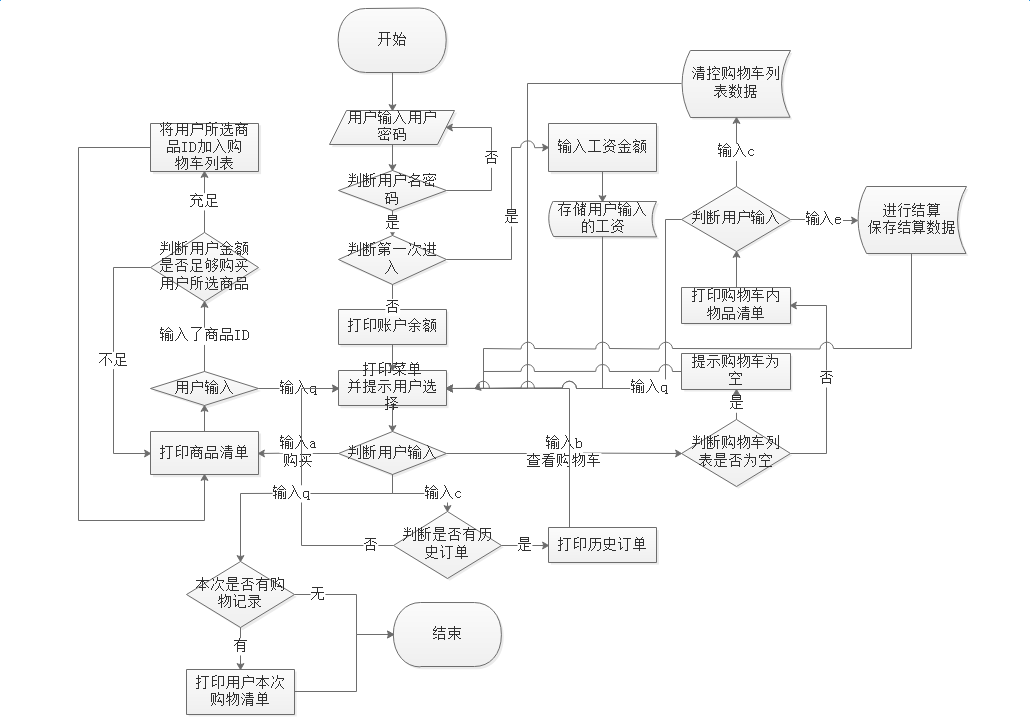 开始
用户输入用户
密码
判断用户名密
码
否
是
判断第一次进
入
是
否
打印账户余额
打印菜单
并提示用户选
择
判断用户输入
输入工资金额
存储用户输入
的工资
清控购物车列
表数据
输入c
判断用户输入
输入e
进行结算
保存结算数据
打印购物车内
物品清单
提示购物车为
空
输入q
是
否
判断购物车列
表是否为空
输入b
查看购物车
将用户所选商
品ID加入购
物车列表
充足
判断用户金额
是否足够购买
用户所选商品
输入了商品ID
不足
用户输入
输入q
打印商品清单
输入a
购买
输入q
输入c
否
判断是否有历
史订单
是
打印历史订单
本次是否有购
物记录
无
有
结束
打印用户本次
购物清单